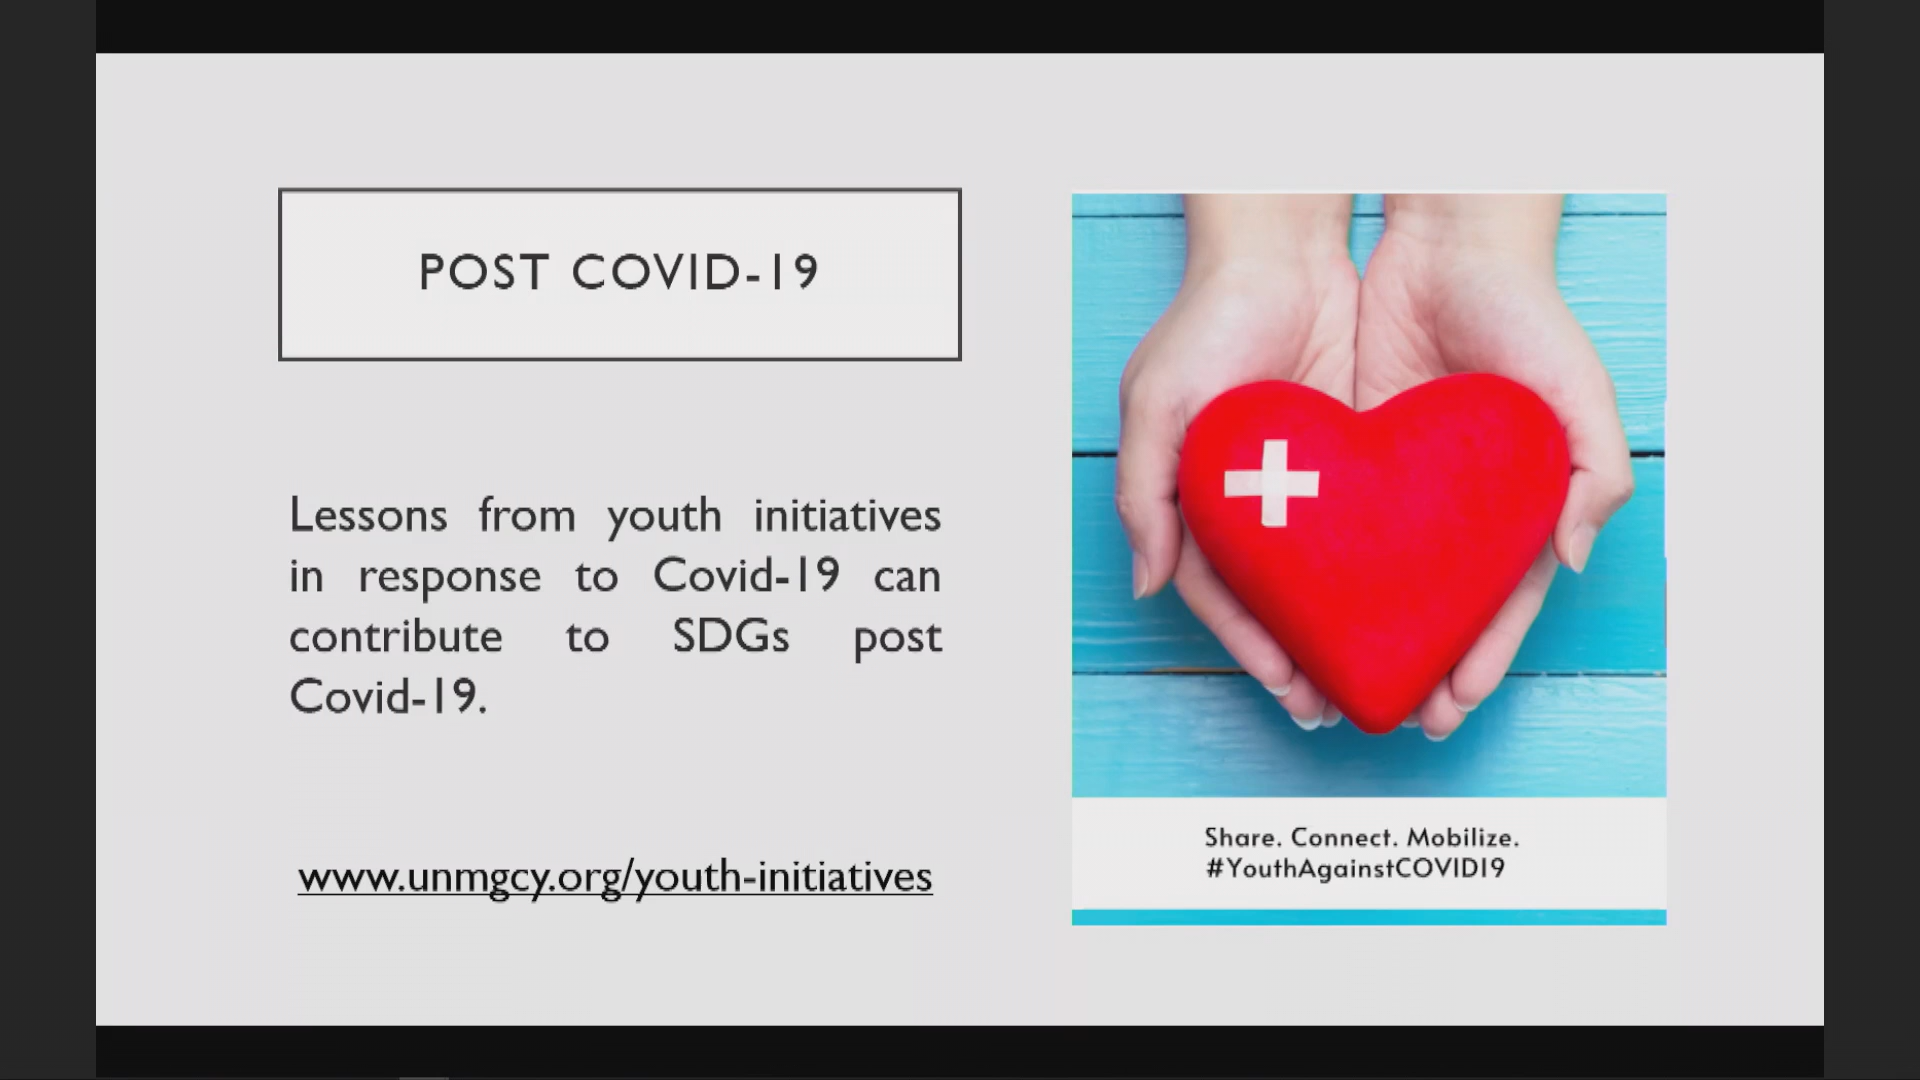 POST COVID-19
Lessons from youth initiatives
in response to Covid-19 can
contribute to SDGs post
Covid-19.
www.unmgcy.org/youth-initiatives
Share. Connect. Mobilize.
#YouthAgainstCOVID19